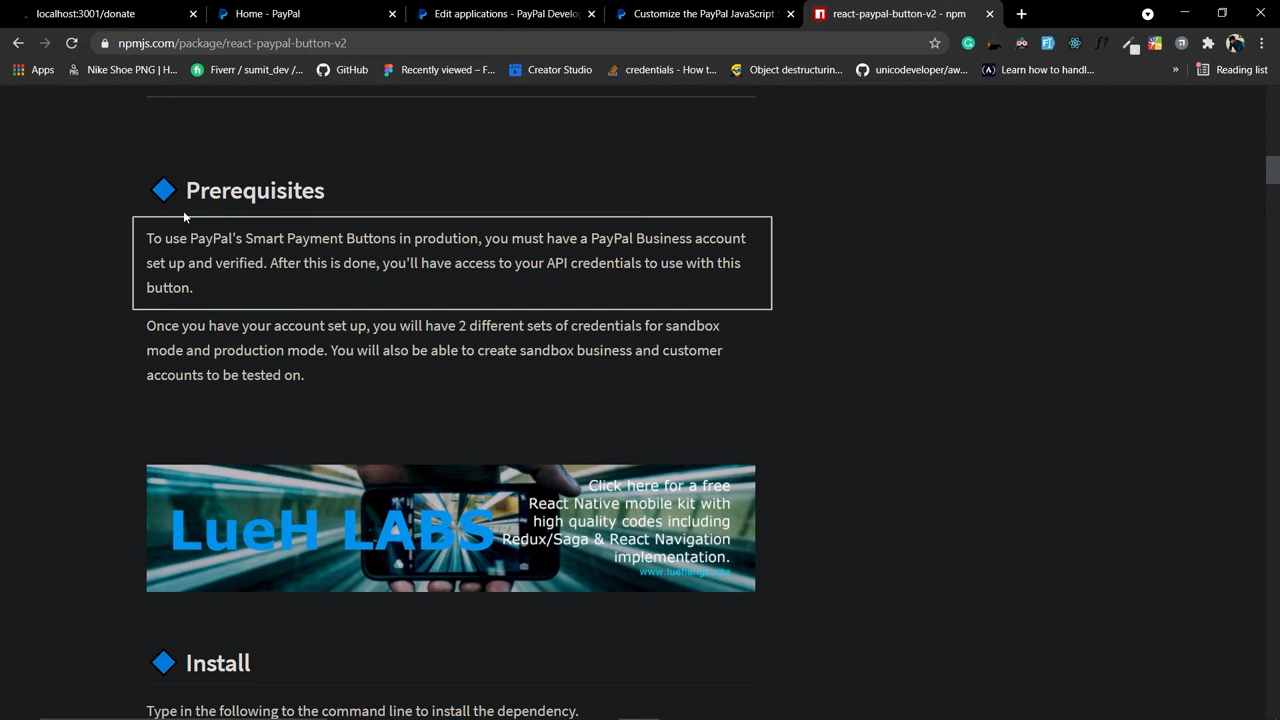 localhost:3001/donate
Home - PayPal
Edit applications - PayPal Develo
Customize the PayPal JavaScript
react-paypal-button-v2 - npm
npmjs.com/package/react-paypal-button-v2
Apps
Nike Shoe PNG | H...
Fiverr / sumit_dev /...
GitHub
Recently viewed – F...
Creator Studio
credentials - How t...
Object destructurin...
unicodeveloper/aw...
Learn how to handl...
»
Reading list
Prerequisites
To use PayPal's Smart Payment Buttons in prodution, you must have a PayPal Business account
set up and verified. After this is done, you'll have access to your API credentials to use with this
button.
Once you have your account set up, you will have 2 different sets of credentials for sandbox
mode and production mode. You will also be able to create sandbox business and customer
accounts to be tested on.
LueH LABS
Click here for a free
React Native mobile kit with
high quality codes including
Redux/Saga & React Navigation
implementation.
Install
Type in the following to the command line to install the dependency.